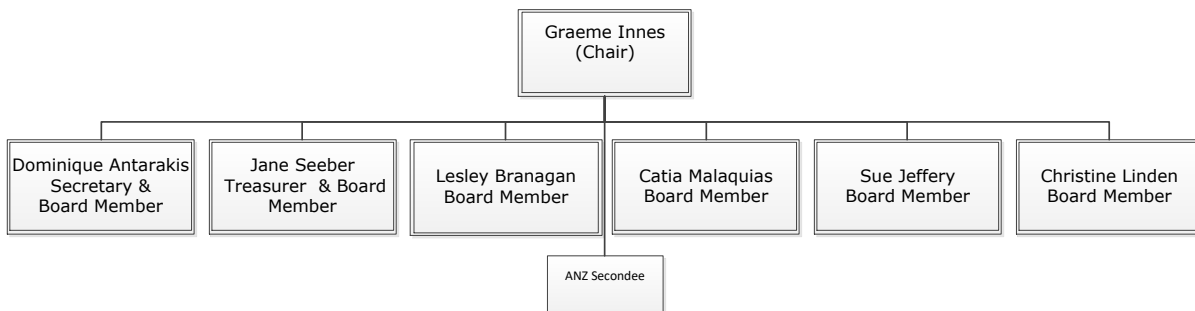 Graeme Innes
(Chair)
Dominique Antarakis
Secretary &
Board Member
Jane Seeber
Treasurer & Board
Member
Lesley Branagan
Board Member
Catia Malaquias
Board Member
Sue Jeffery
Board Member
Christine Linden
Board Member
ANZ Secondee